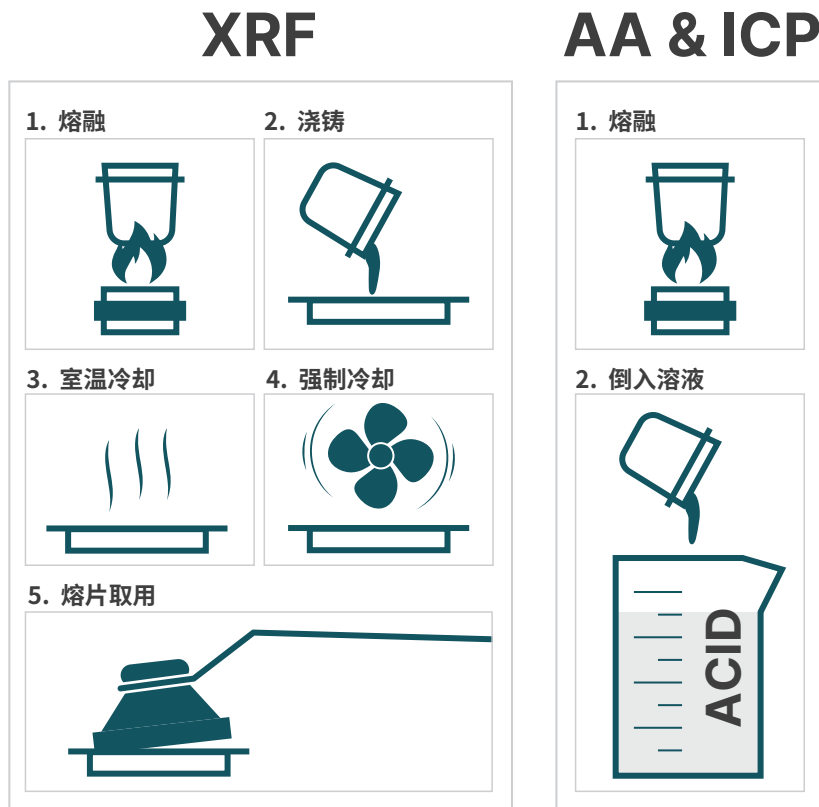 XRF
1. 熔融
2. 浇铸
3. 室温冷却
4. 强制冷却
5. 熔片取用
AA & ICP
1. 熔融
2. 倒入溶液
ACID